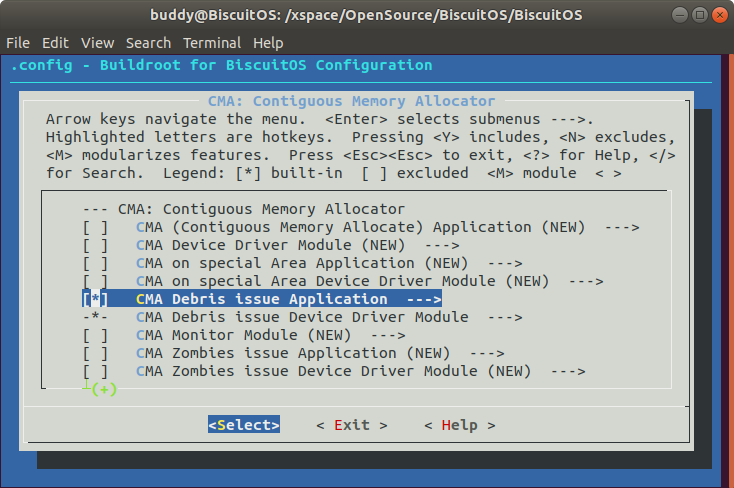 buddy@BiscuitOS: /xspace/OpenSource/BiscuitOS/BiscuitOS
File Edit View Search Terminal Help
.config - Buildroot for BiscuitOS Configuration
CMA: Contiguous Memory Allocator
Arrow keys navigate the menu.  <Enter> selects submenus --->.
Highlighted letters are hotkeys.  Pressing <Y> includes, <N> excludes,
<M> modularizes features.  Press <Esc><Esc> to exit, <?> for Help, </>
for Search.  Legend: [*] built-in  [ ] excluded  <M> module  < >
--- CMA: Contiguous Memory Allocator
[ ]   CMA (Contiguous Memory Allocate) Application (NEW)  --->
[ ]   CMA Device Driver Module (NEW)  --->
[ ]   CMA on special Area Application (NEW)  --->
[ ]   CMA on special Area Device Driver Module (NEW)  --->
[*]   CMA Debris issue Application  --->
-*-   CMA Debris issue Device Driver Module  --->
[ ]   CMA Monitor Module (NEW)  --->
[ ]   CMA Zombies issue Application (NEW)  --->
[ ]   CMA Zombies issue Device Driver Module (NEW)  --->
┴(+)
<Select>    < Exit >    < Help >